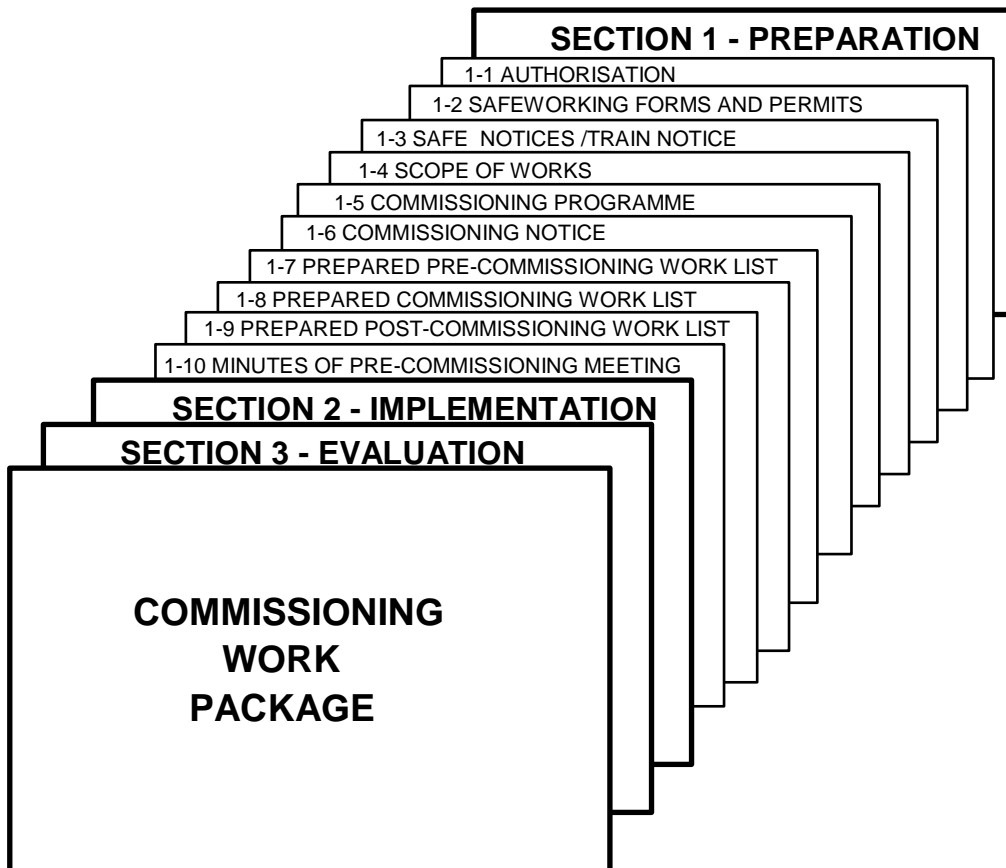 SECTION 1 - PREPARATION
1-1 AUTHORISATION
1-2 SAFEWORKING FORMS AND PERMITS
1-3 SAFE NOTICES /TRAIN NOTICE
1-4 SCOPE OF WORKS
1-5 COMMISSIONING PROGRAMME
1-6 COMMISSIONING NOTICE
1-7 PREPARED PRE-COMMISSIONING WORK LIST
1-8 PREPARED COMMISSIONING WORK LIST
1-9 PREPARED POST-COMMISSIONING WORK LIST
1-10 MINUTES OF PRE-COMMISSIONING MEETING
SECTION 2 - IMPLEMENTATION
SECTION 3 - EVALUATION
COMMISSIONING
WORK
PACKAGE